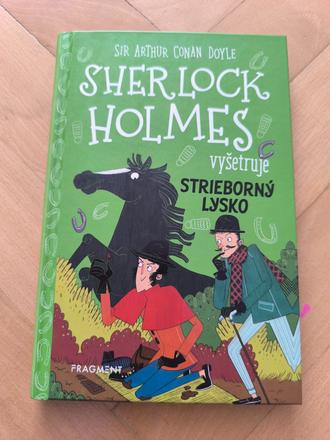 SIR ARTHUR CONAN DOYLE
SHERLOCK
HOLMES
vyšetruje
STRIEBORNÝ
LYSKO
FRAGMENT